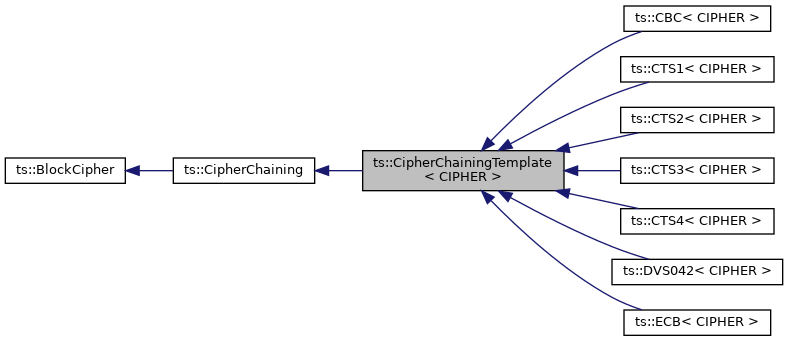 ts::BlockCipher
ts::CipherChaining
ts::CipherChainingTemplate
< CIPHER >
ts::CBC< CIPHER >
ts::CTS1< CIPHER >
ts::CTS2< CIPHER >
ts::CTS3< CIPHER >
ts::CTS4< CIPHER >
ts::DVS042< CIPHER >
ts::ECB< CIPHER >